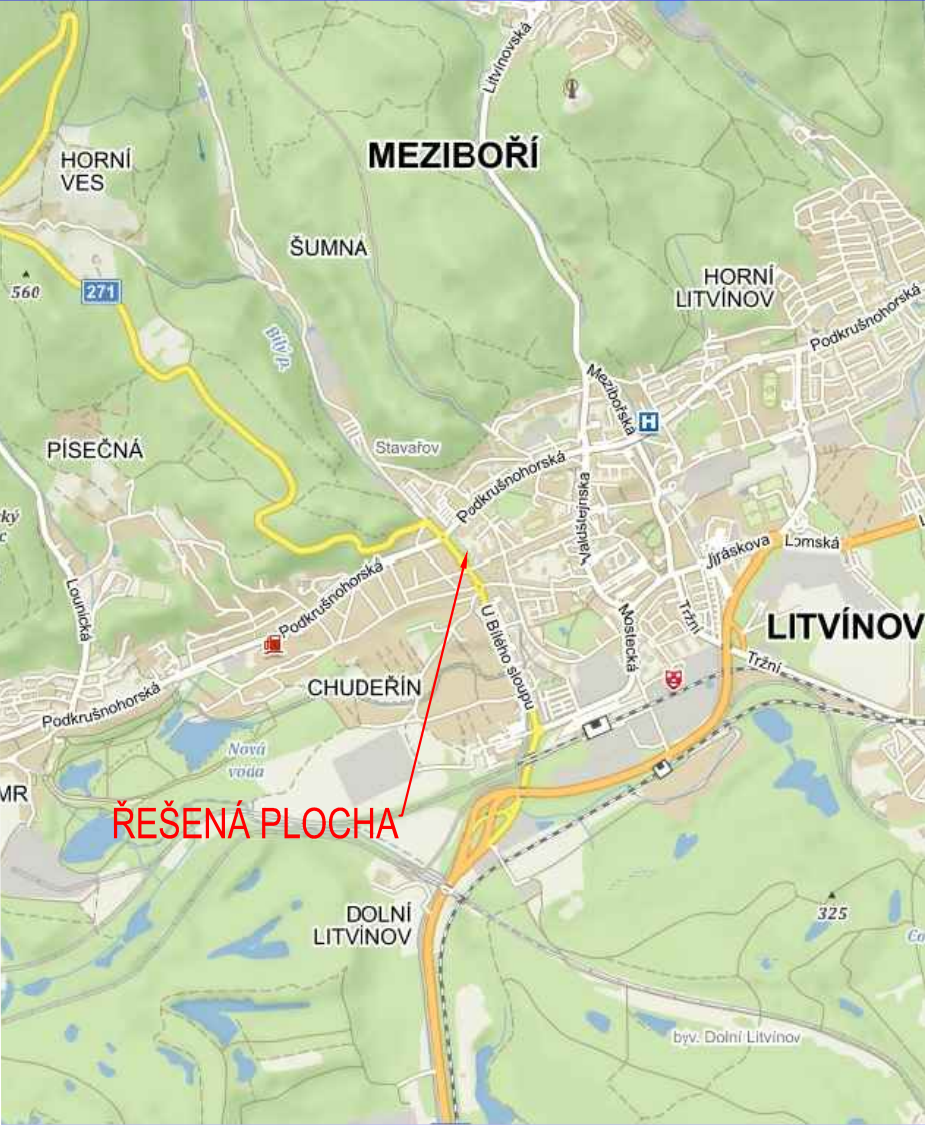 Litvínovská
MEZIBOŘÍ
HORNÍ
VES
ŠUMNÁ
560
271
HORNÍ
LITVÍNOV
Podkrušnohorská
Bílý p.
Mezibořská
H
PÍSEČNÁ
Stavařov
Podkrušnohorská
Valdštejnská
Jiráskova
Lomská
Lounická
Podkrušnohorská
U Bílého sloupu
Mostecká
Tržní
LITVÍNOV
Tržní
CHUDEŘÍN
Podkrušnohorská
Nová
voda
MR
ŘEŠENÁ PLOCHA
DOLNÍ
LITVÍNOV
325
býv. Dolní Litvínov